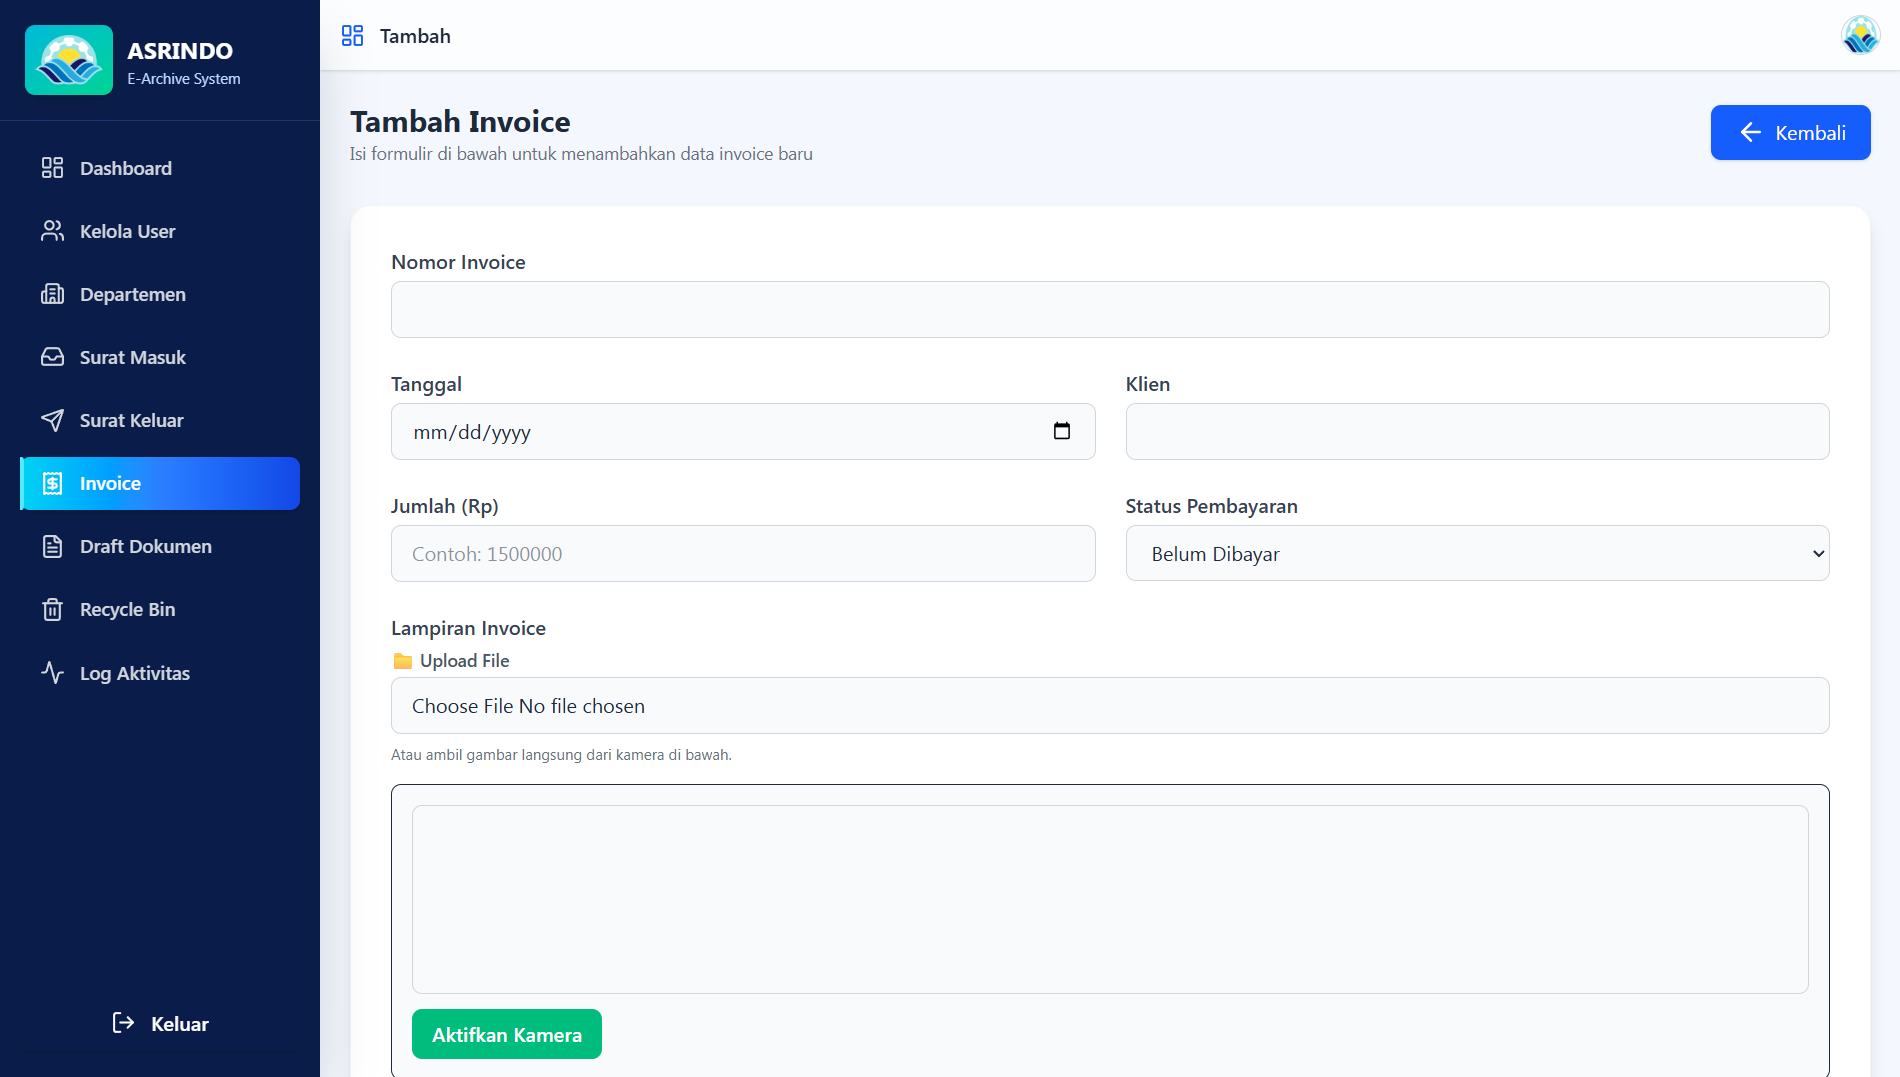 ASRINDO
E-Archive System
Dashboard
Kelola User
Departemen
Surat Masuk
Surat Keluar
Invoice
Draft Dokumen
Recycle Bin
Log Aktivitas
Keluar
Tambah
Tambah Invoice
Isi formulir di bawah untuk menambahkan data invoice baru
Kembali
Nomor Invoice
Tanggal
Klien
mm/dd/yyyy
Jumlah (Rp)
Status Pembayaran
Contoh: 1500000
Belum Dibayar
Lampiran Invoice
Upload File
Choose File No file chosen
Atau ambil gambar langsung dari kamera di bawah.
Aktifkan Kamera